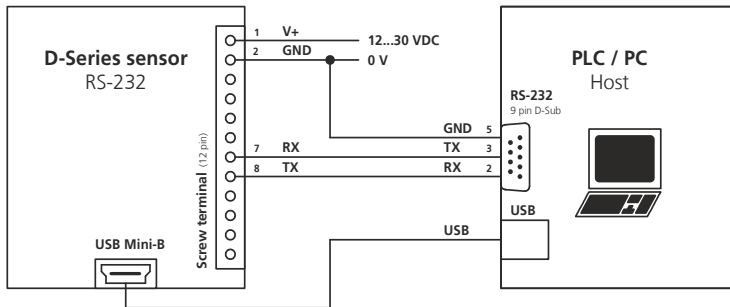 D-Series sensor
RS-232
Screw terminal (12 pin)
1 V+ 12...30 VDC
2 GND 0 V
7 RX TX 3
8 TX RX 2
GND 5
USB Mini-B
USB
PLC / PC
Host
RS-232
9 pin D-Sub
USB